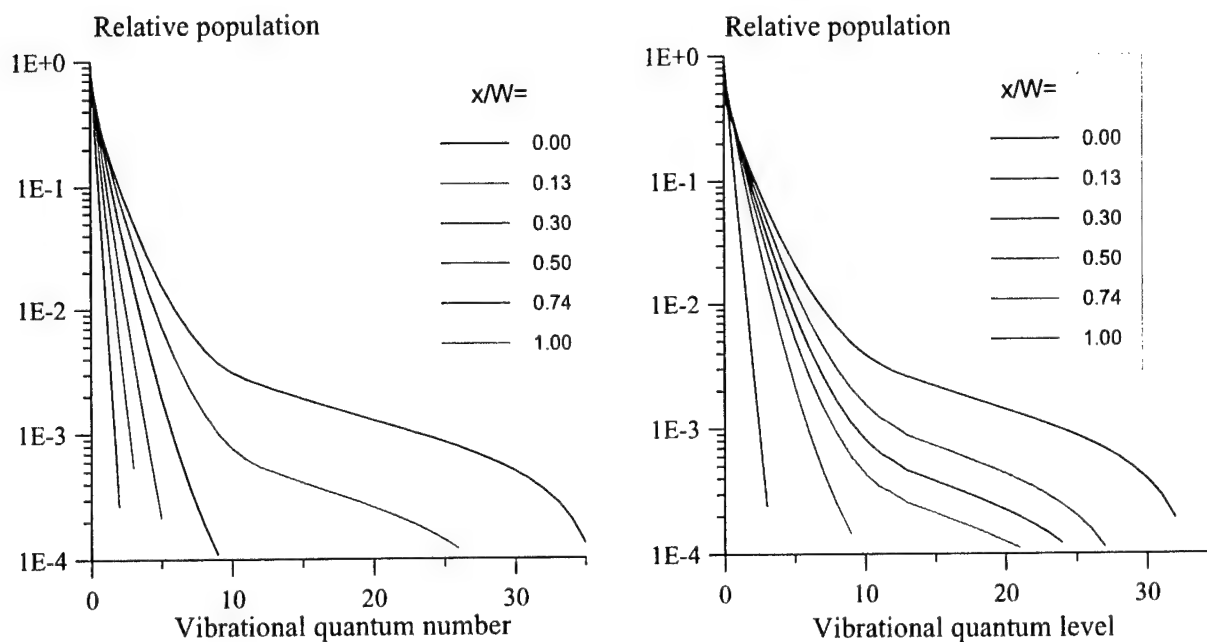 Relative population
1E+0
1E-1
1E-2
1E-3
1E-4
0
10
20
30
Vibrational quantum number
x/W=
0.00
0.13
0.30
0.50
0.74
1.00
Relative population
1E+0
1E-1
1E-2
1E-3
1E-4
0
10
20
30
Vibrational quantum level
x/W=
0.00
0.13
0.30
0.50
0.74
1.00